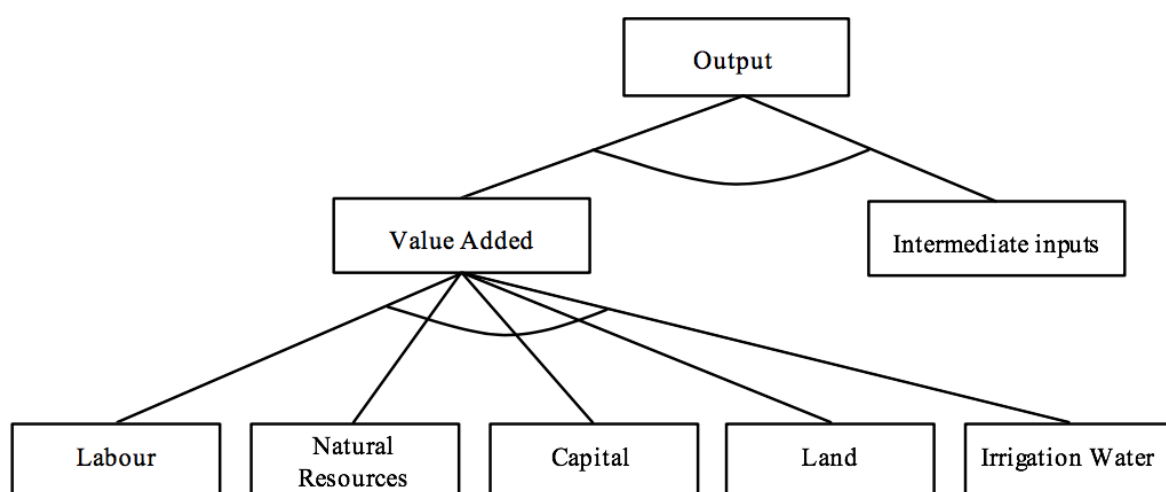 Output
Value Added
Intermediate inputs
Labour
Natural
Resources
Capital
Land
Irrigation Water